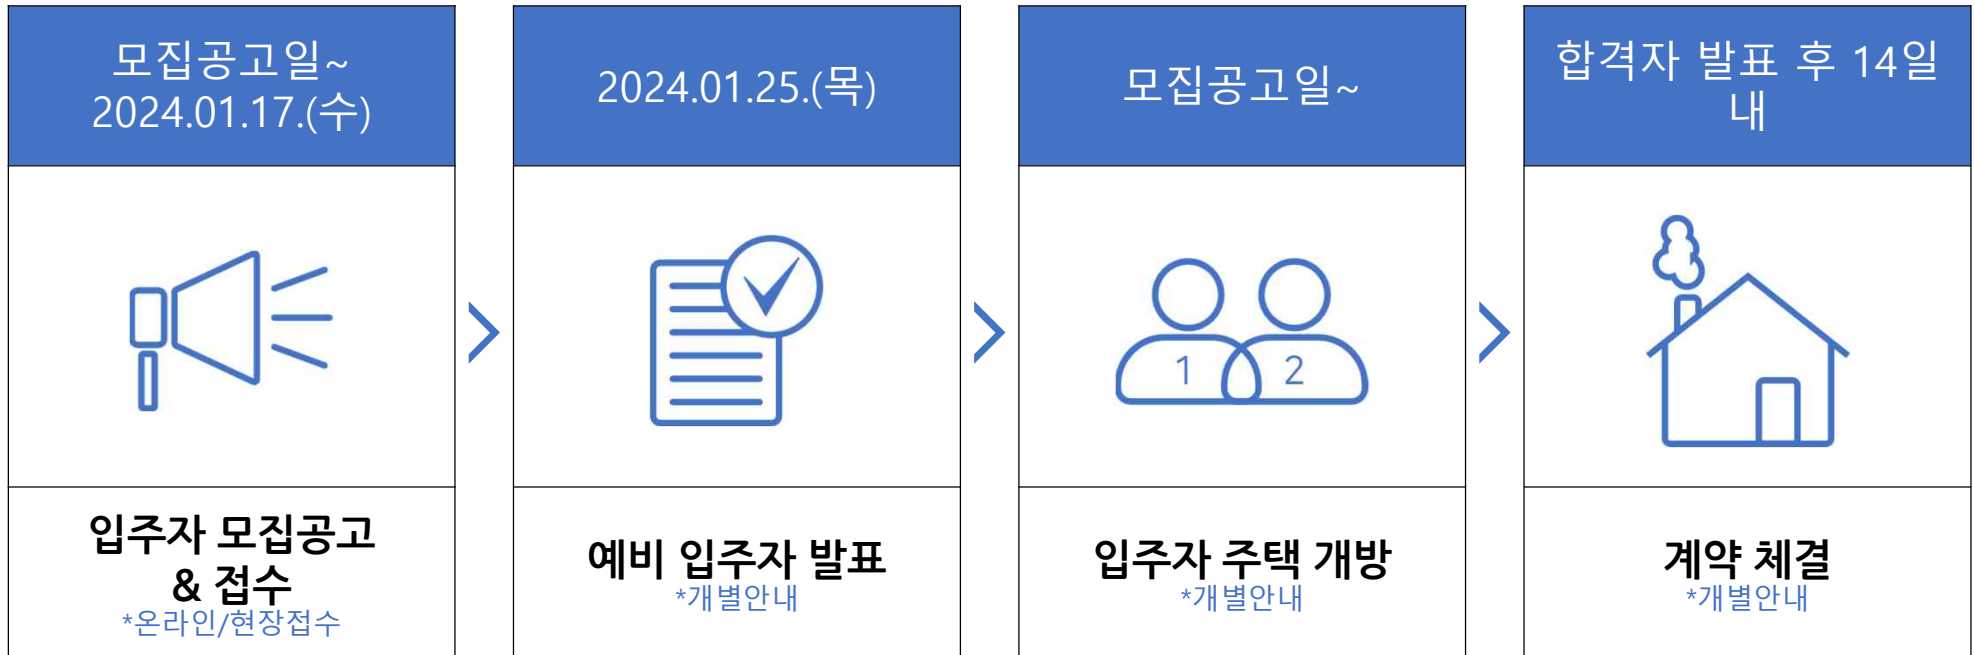 모집공고일~
2024.01.17.(수)
입주자 모집공고
& 접수
*온라인/현장접수
2024.01.25.(목)
예비 입주자 발표
*개별안내
모집공고일~
1 2
입주자 주택 개방
*개별안내
합격자 발표 후 14일
내
계약 체결
*개별안내